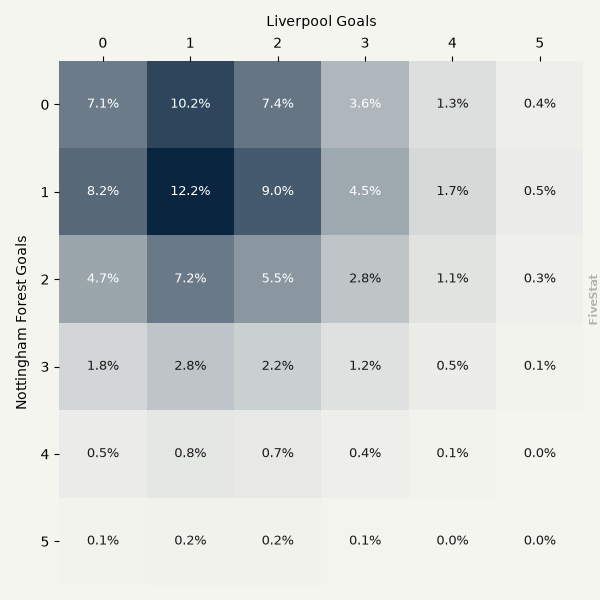 Liverpool Goals
0 1 2 3 4 5
0 7.1% 10.2% 7.4% 3.6% 1.3% 0.4%
1 8.2% 12.2% 9.0% 4.5% 1.7% 0.5%
2 4.7% 7.2% 5.5% 2.8% 1.1% 0.3%
3 1.8% 2.8% 2.2% 1.2% 0.5% 0.1%
4 0.5% 0.8% 0.7% 0.4% 0.1% 0.0%
5 0.1% 0.2% 0.2% 0.1% 0.0% 0.0%
Nottingham Forest Goals
FiveStat